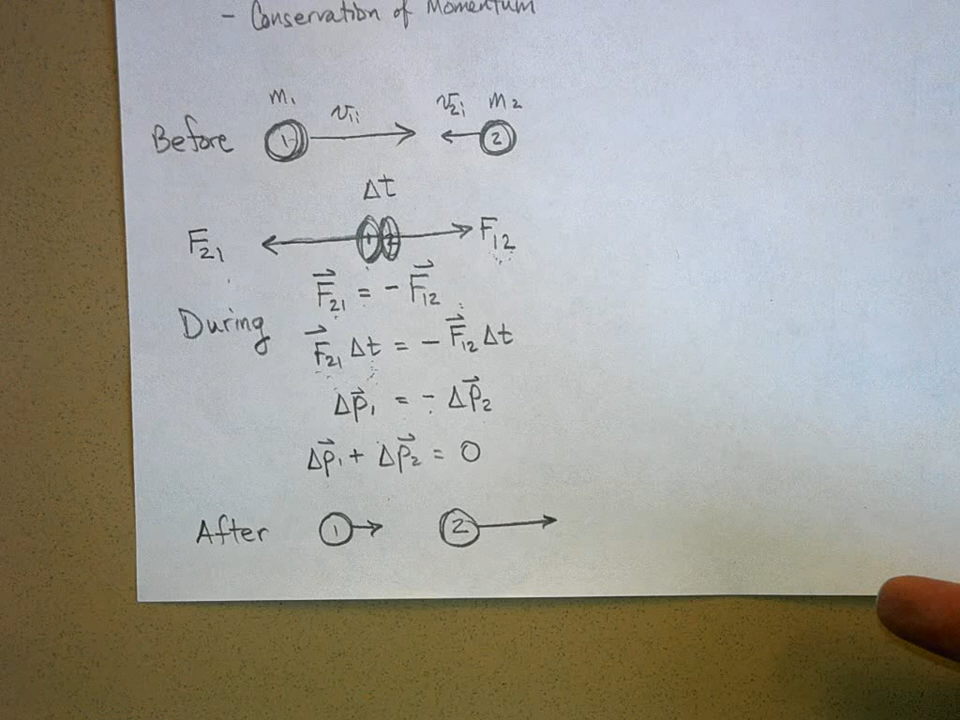 - Conservation of Momentum
m₁ v₁ᵢ v₂ᵢ m₂
Before 1 2
Δt
F₂₁ 1 2 F₁₂
F⃗₂₁ = - F⃗₁₂
During
F⃗₂₁ Δt = - F⃗₁₂ Δt
Δp⃗₁ = - Δp⃗₂
Δp⃗₁ + Δp⃗₂ = 0
After 1 2